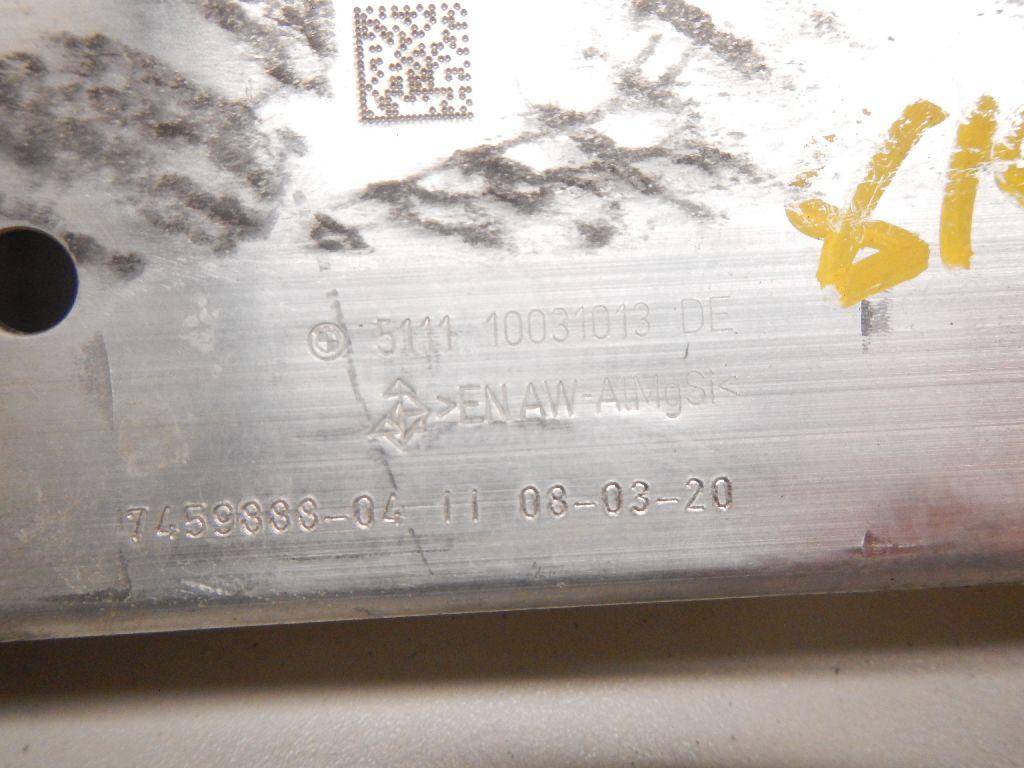 5111 10031013 DE
>EN AW-AlMgSi<
7459888-04 11 08-03-20